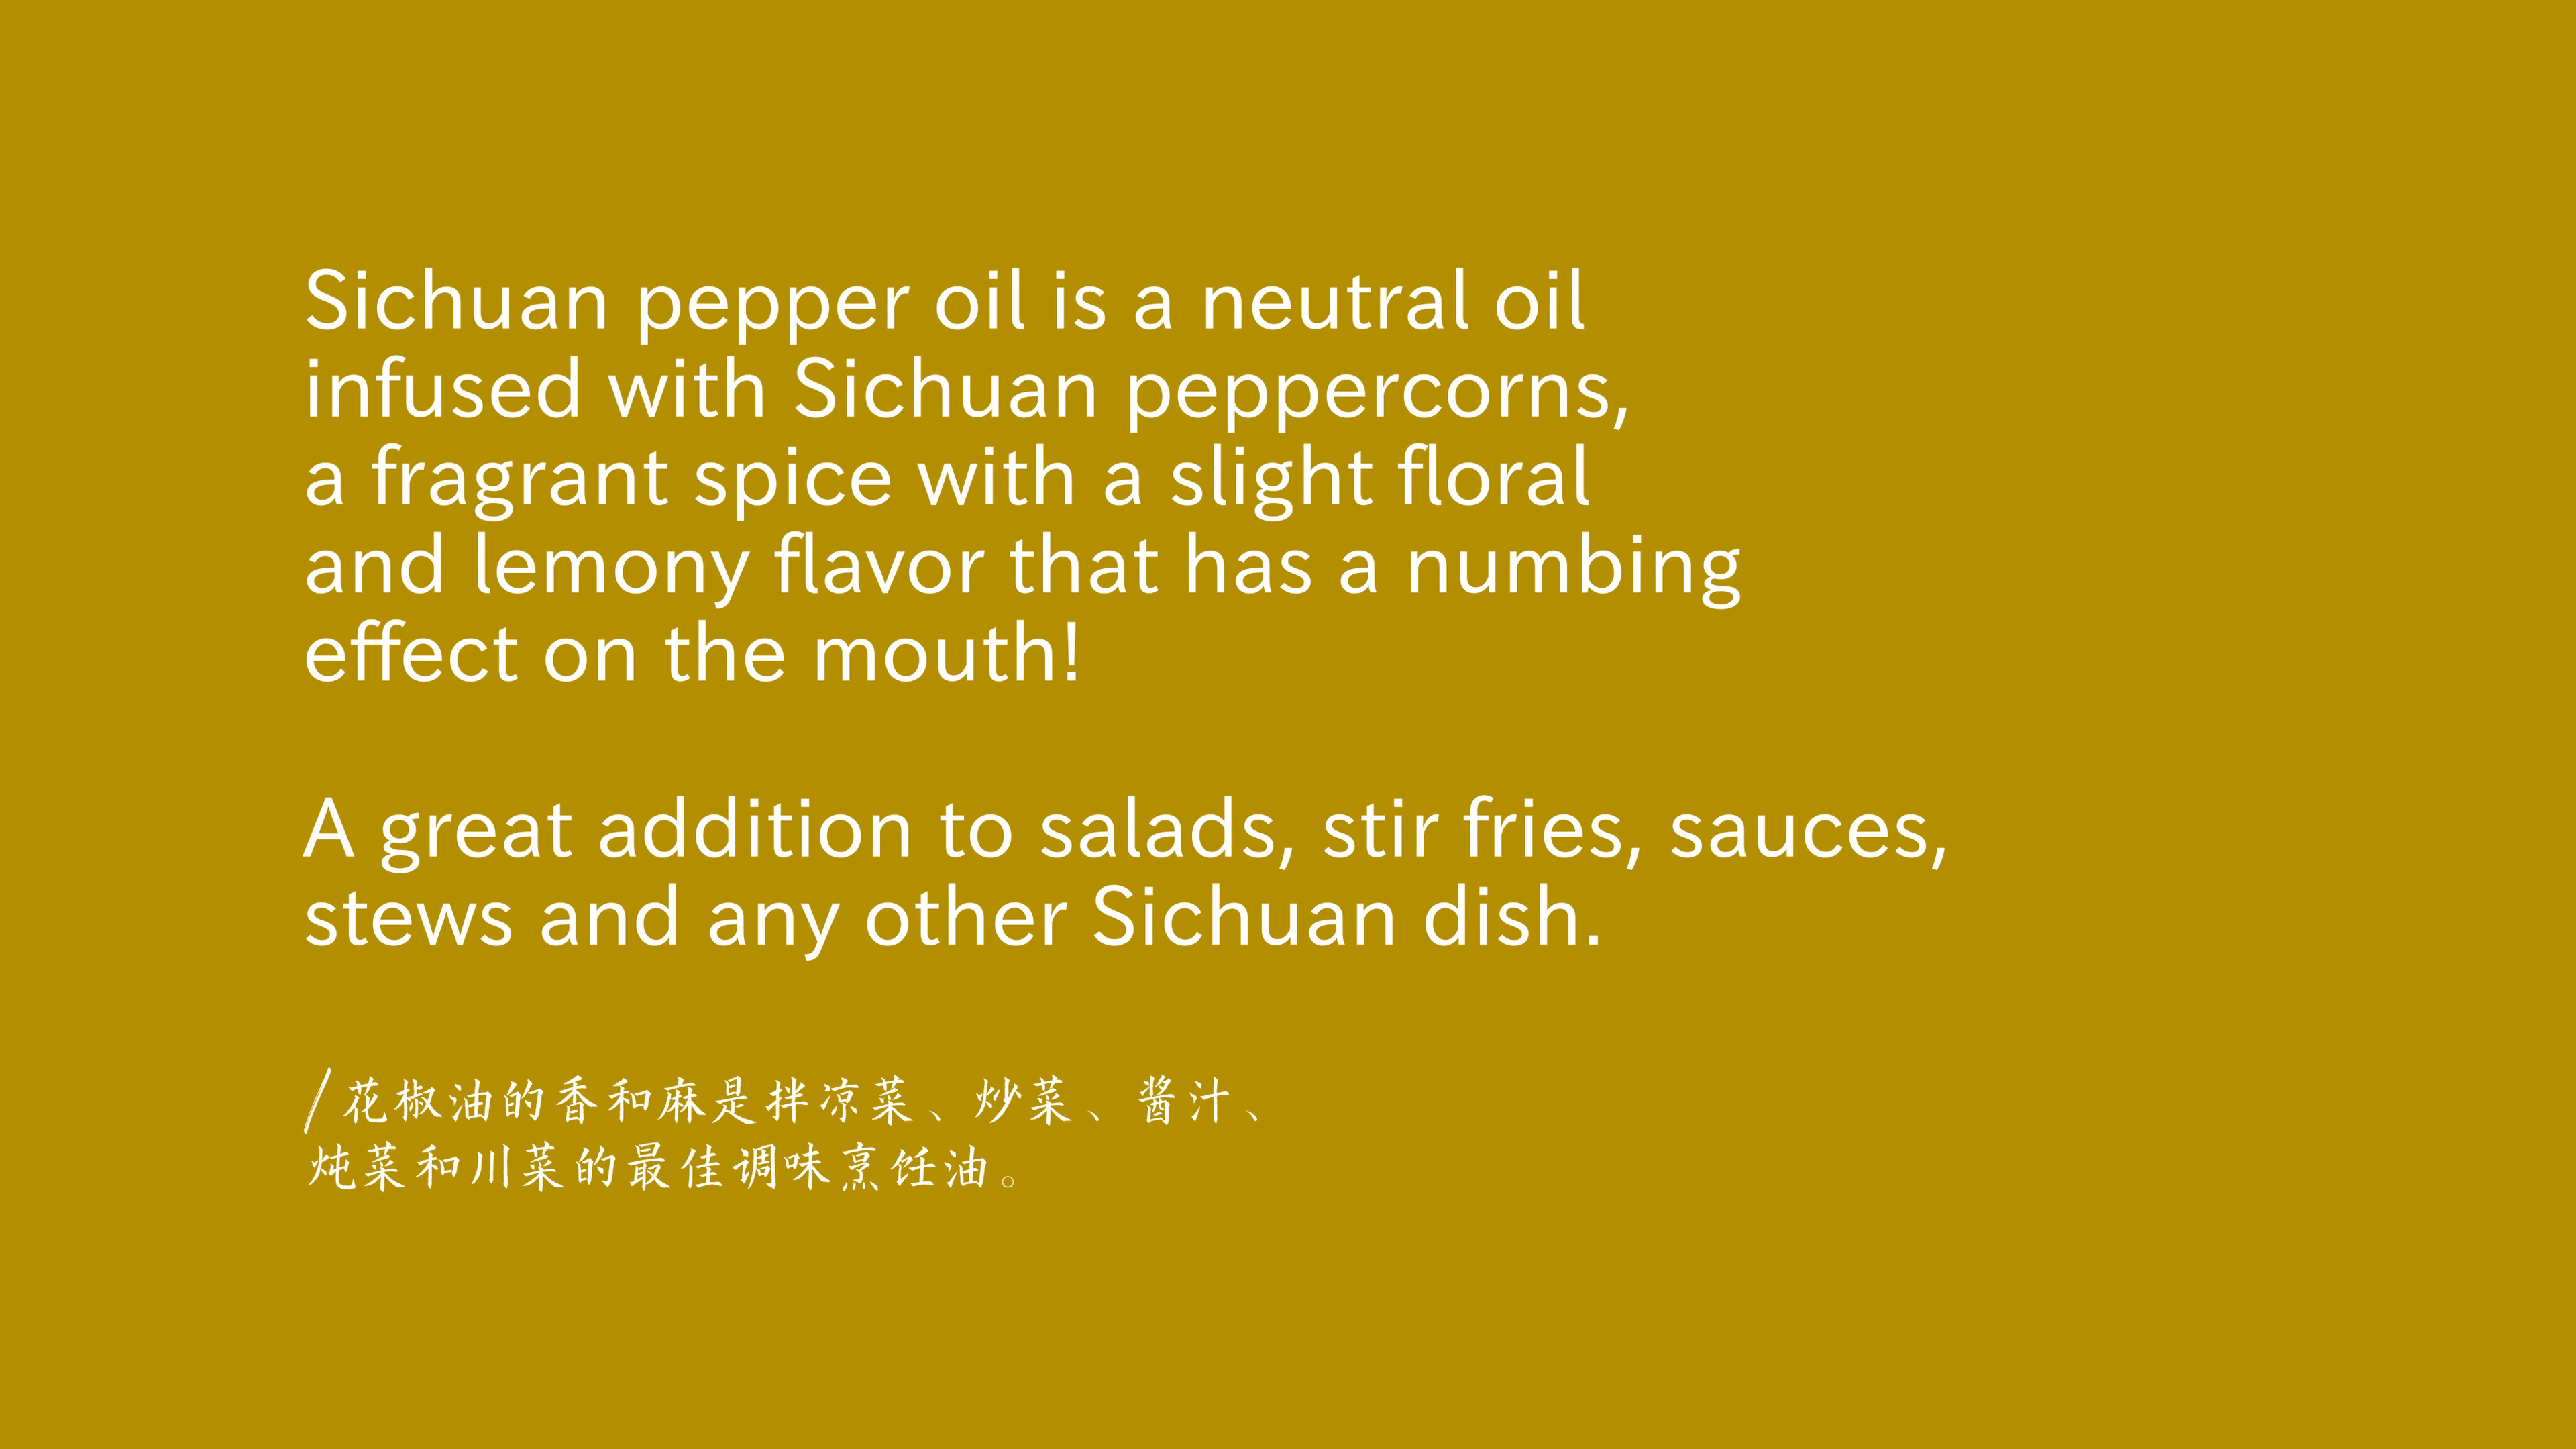 Sichuan pepper oil is a neutral oil
infused with Sichuan peppercorns,
a fragrant spice with a slight floral
and lemony flavor that has a numbing
effect on the mouth!
A great addition to salads, stir fries, sauces,
stews and any other Sichuan dish.
/花椒油的香和麻是拌凉菜、炒菜、酱汁、
炖菜和川菜的最佳调味烹饪油。